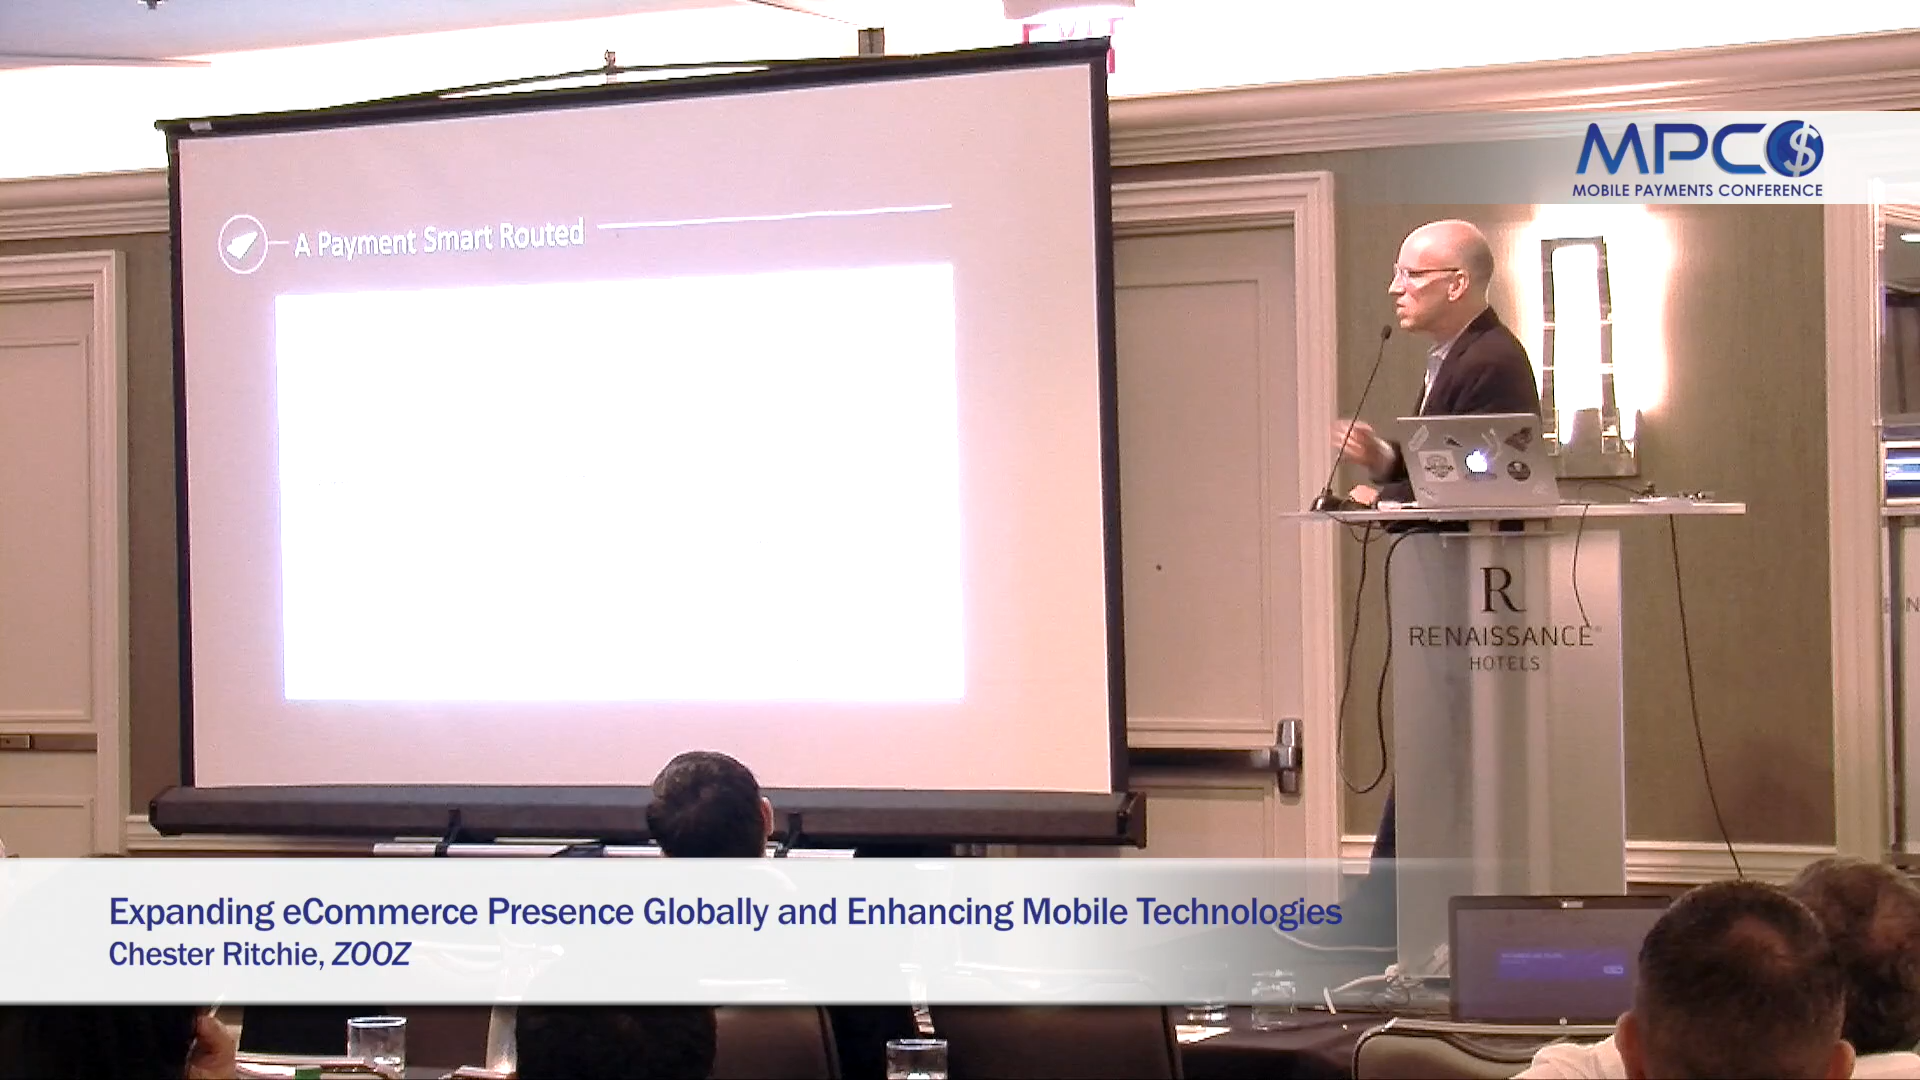 MPC$
MOBILE PAYMENTS CONFERENCE
A Payment Smart Routed
R
RENAISSANCE®
HOTELS
Expanding eCommerce Presence Globally and Enhancing Mobile Technologies
Chester Ritchie, ZOOZ